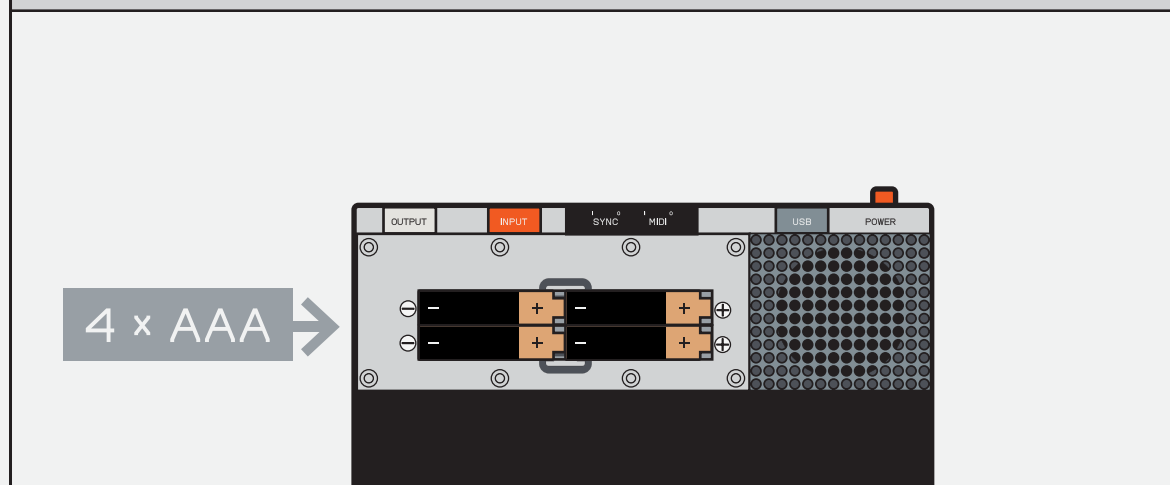 OUTPUT
INPUT
I O I O
SYNC MIDI
USB
POWER
4 × AAA
− + − +
− + − +